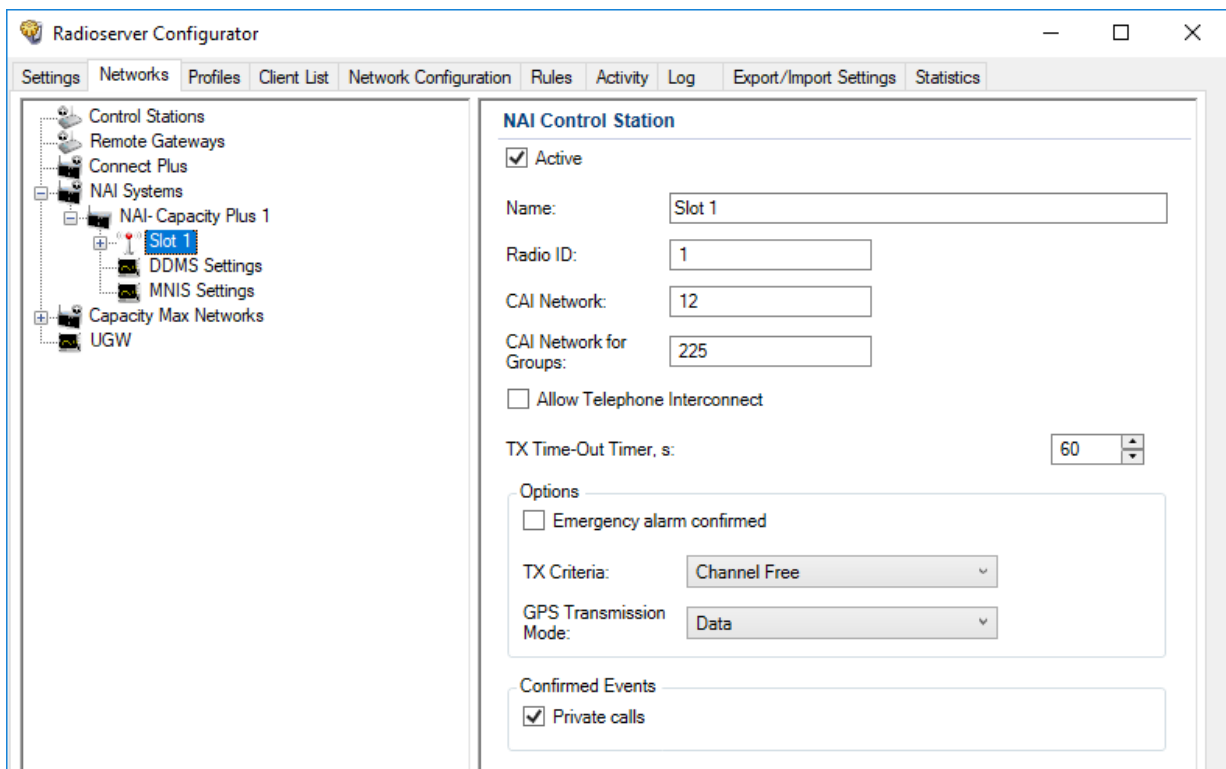 Radioserver Configurator
Settings Networks Profiles Client List Network Configuration Rules Activity Log Export/Import Settings Statistics
Control Stations
Remote Gateways
Connect Plus
NAI Systems
NAI- Capacity Plus 1
Slot 1
DDMS Settings
MNIS Settings
Capacity Max Networks
UGW
NAI Control Station
Active
Name: Slot 1
Radio ID: 1
CAI Network: 12
CAI Network for
Groups: 225
Allow Telephone Interconnect
TX Time-Out Timer, s: 60
Options
Emergency alarm confirmed
TX Criteria: Channel Free
GPS Transmission
Mode: Data
Confirmed Events
Private calls